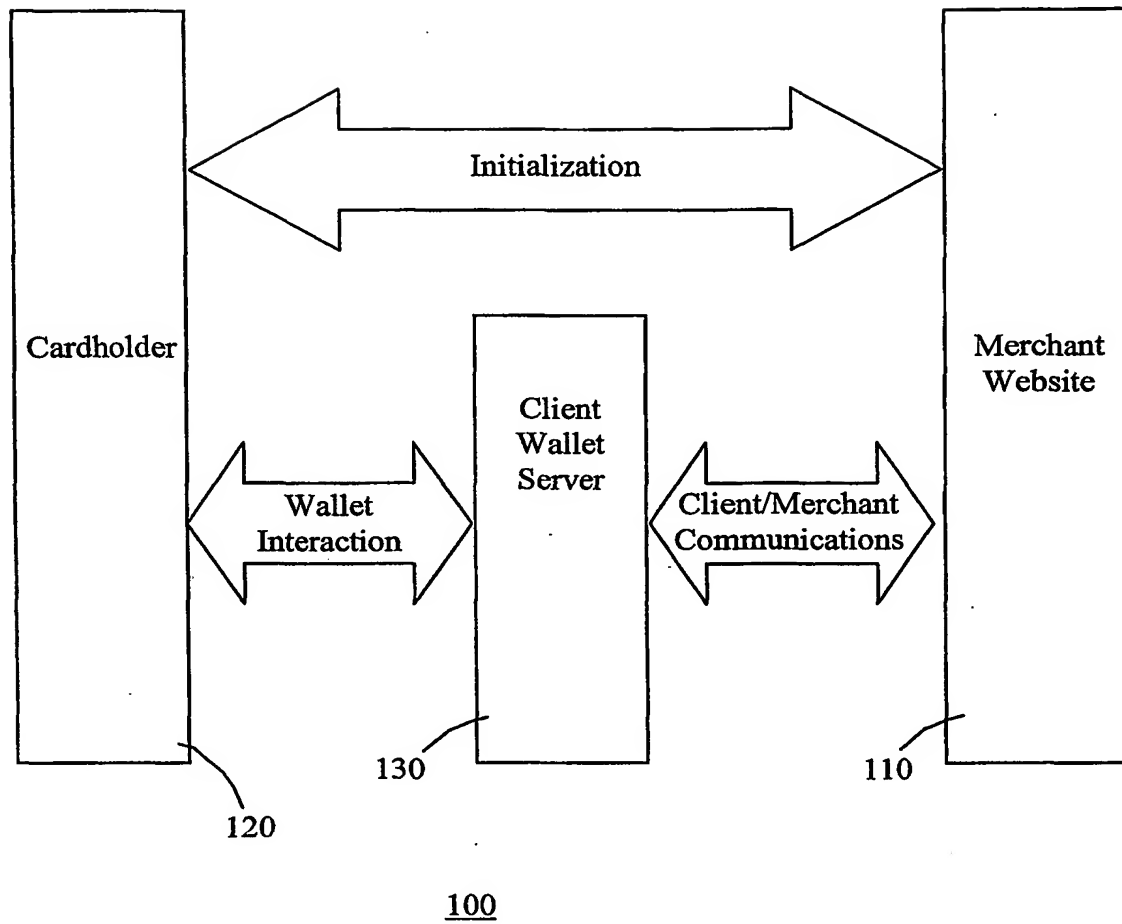 Initialization
Cardholder
Client
Wallet
Server
Merchant
Website
Wallet
Interaction
Client/Merchant
Communications
130
110
120
100